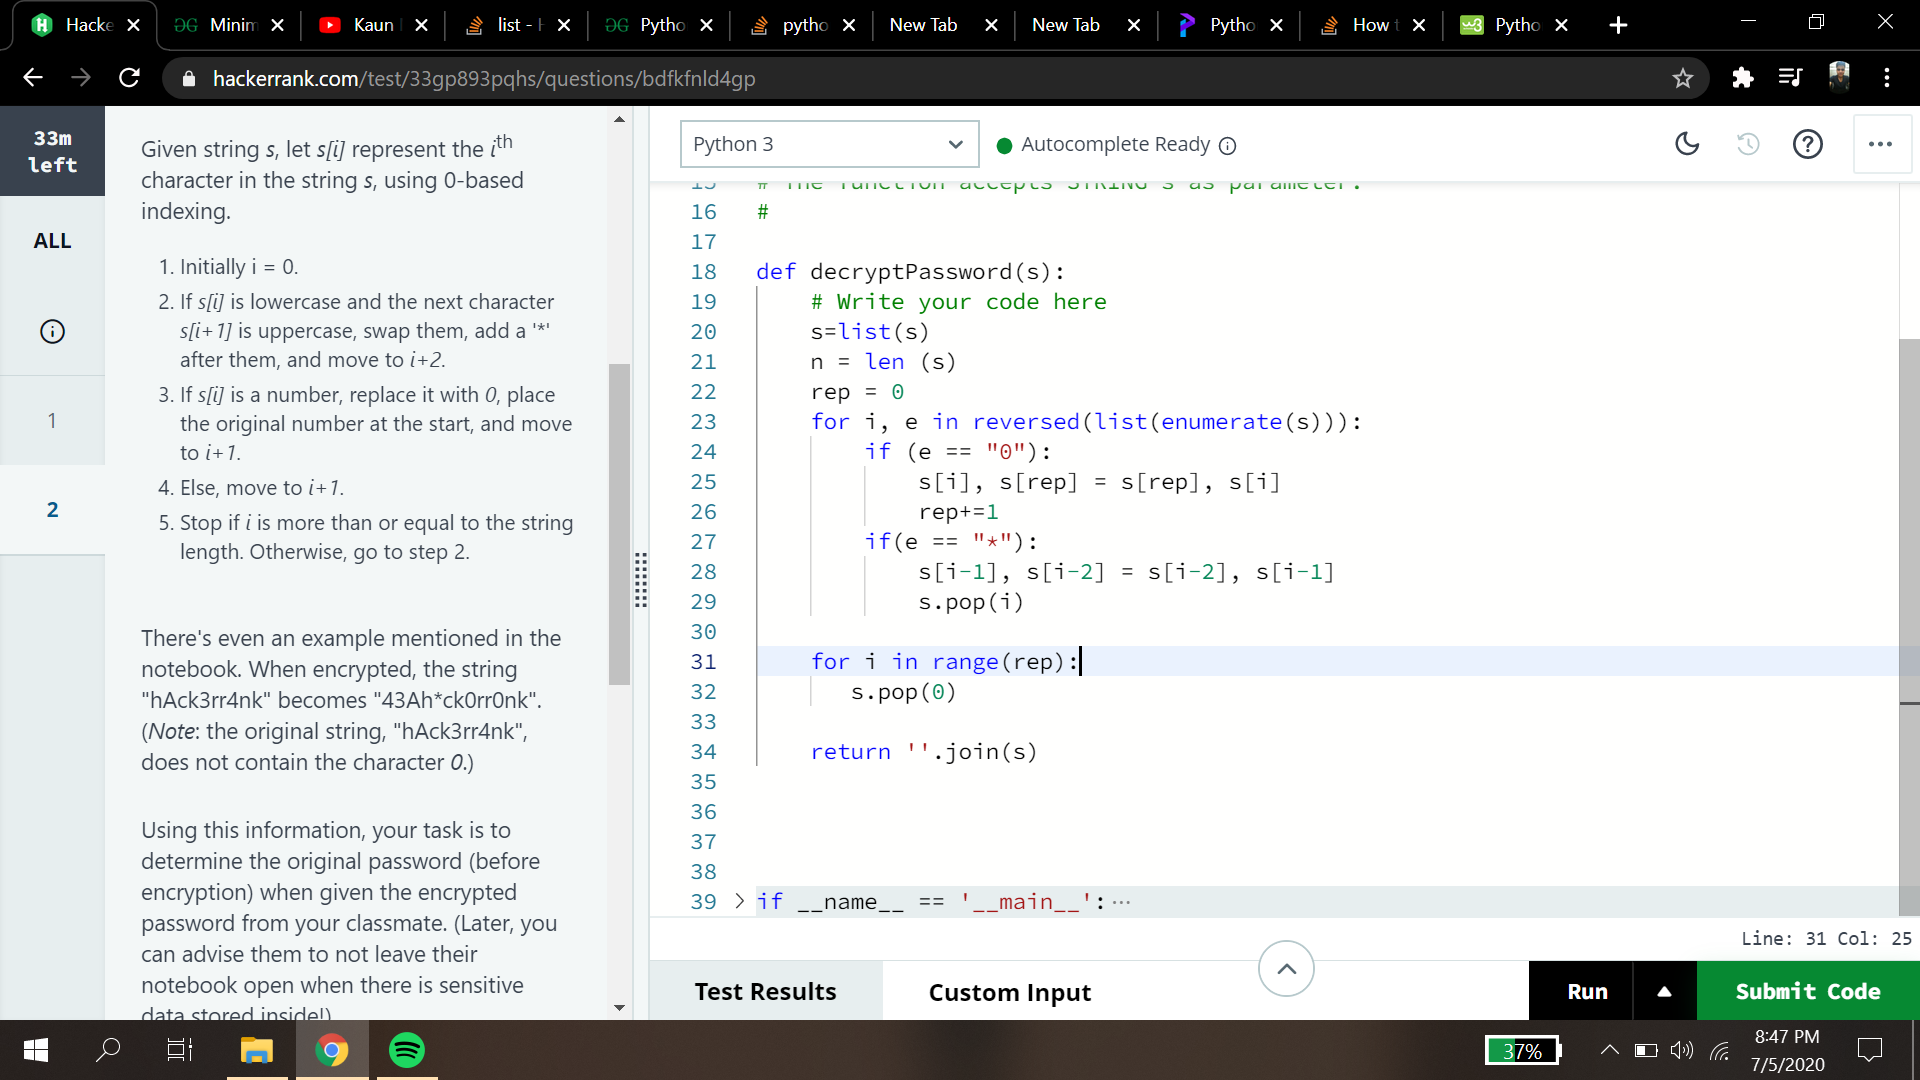 Hacke
Minim
Kaun
list - H
Pytho
pytho
New Tab
New Tab
Pytho
How t
Pytho
hackerrank.com/test/33gp893pqhs/questions/bdfkfnld4gp
33m
left
ALL
1
2
Given string s, let s[i] represent the ith
character in the string s, using 0-based
indexing.
1. Initially i = 0.
2. If s[i] is lowercase and the next character
s[i+1] is uppercase, swap them, add a '*'
after them, and move to i+2.
3. If s[i] is a number, replace it with 0, place
the original number at the start, and move
to i+1.
4. Else, move to i+1.
5. Stop if i is more than or equal to the string
length. Otherwise, go to step 2.
There's even an example mentioned in the
notebook. When encrypted, the string
"hAck3rr4nk" becomes "43Ah*ck0rr0nk".
(Note: the original string, "hAck3rr4nk",
does not contain the character 0.)
Using this information, your task is to
determine the original password (before
encryption) when given the encrypted
password from your classmate. (Later, you
can advise them to not leave their
notebook open when there is sensitive
data stored inside!)
Python 3
Autocomplete Ready
15 # The function accepts STRING s as parameter.
16 #
17
18 def decryptPassword(s):
19 # Write your code here
20 s=list(s)
21 n = len (s)
22 rep = 0
23 for i, e in reversed(list(enumerate(s))):
24 if (e == "0"):
25 s[i], s[rep] = s[rep], s[i]
26 rep+=1
27 if(e == "*"):
28 s[i-1], s[i-2] = s[i-2], s[i-1]
29 s.pop(i)
30
31 for i in range(rep):
32 s.pop(0)
33
34 return ''.join(s)
35
36
37
38
39 > if __name__ == '__main__': ...
Line: 31 Col: 25
Test Results
Custom Input
Run
Submit Code
37%
8:47 PM
7/5/2020